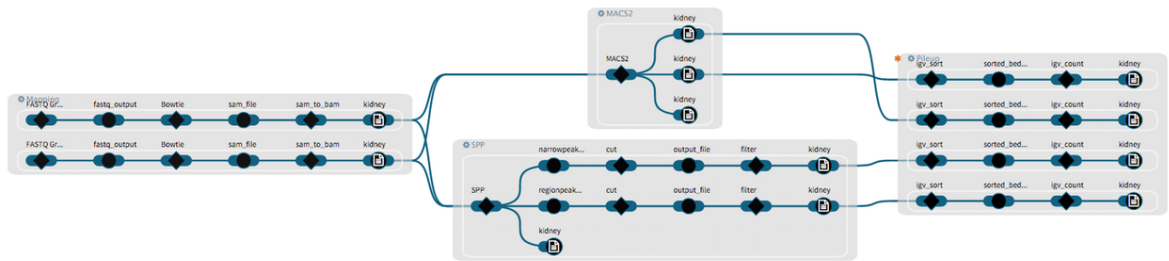 Mapping
FASTQ Gr... fastq_output Bowtie sam_file sam_to_bam kidney
FASTQ Gr... fastq_output Bowtie sam_file sam_to_bam kidney
MACS2
kidney
MACS2 kidney
kidney
SPP
narrowpeak... cut output_file filter kidney
SPP regionpeak... cut output_file filter kidney
kidney
Pileup
igv_sort sorted_bed... igv_count kidney
igv_sort sorted_bed... igv_count kidney
igv_sort sorted_bed... igv_count kidney
igv_sort sorted_bed... igv_count kidney